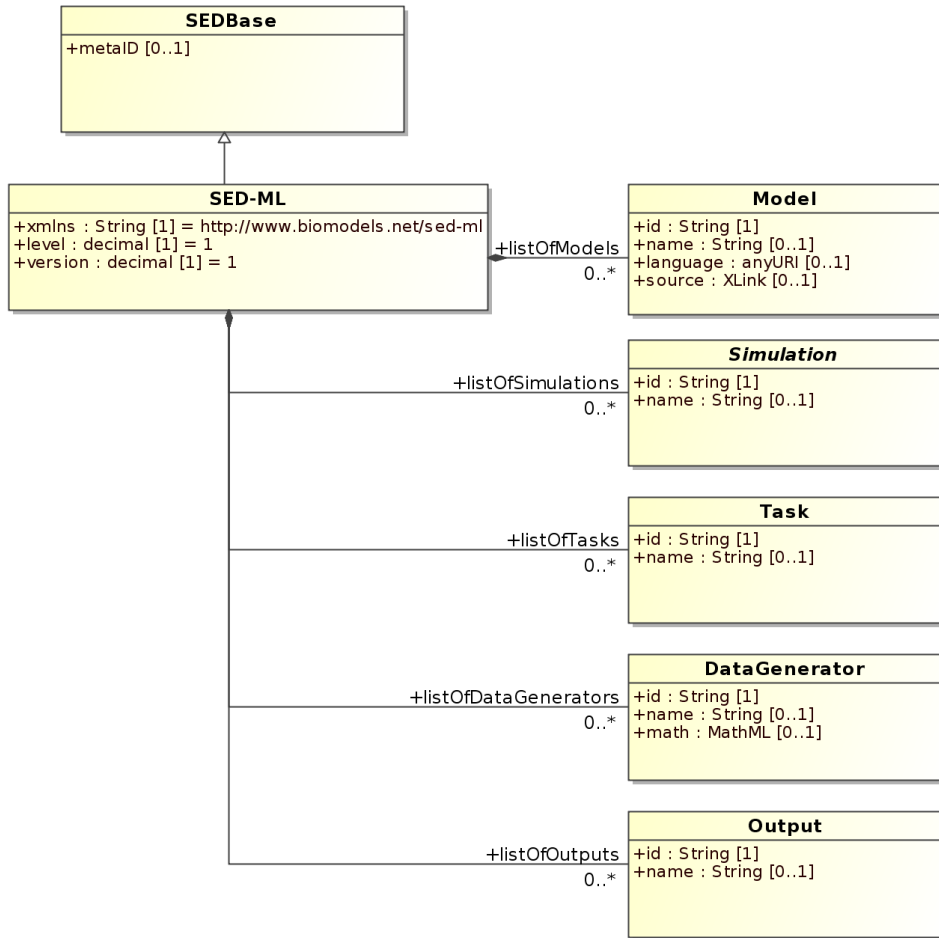 SEDBase
+metaID [0..1]
SED-ML
+xmlns : String [1] = http://www.biomodels.net/sed-ml
+level : decimal [1] = 1
+version : decimal [1] = 1
+listOfModels
0..*
Model
+id : String [1]
+name : String [0..1]
+language : anyURI [0..1]
+source : XLink [0..1]
+listOfSimulations
0..*
Simulation
+id : String [1]
+name : String [0..1]
+listOfTasks
0..*
Task
+id : String [1]
+name : String [0..1]
+listOfDataGenerators
0..*
DataGenerator
+id : String [1]
+name : String [0..1]
+math : MathML [0..1]
+listOfOutputs
0..*
Output
+id : String [1]
+name : String [0..1]